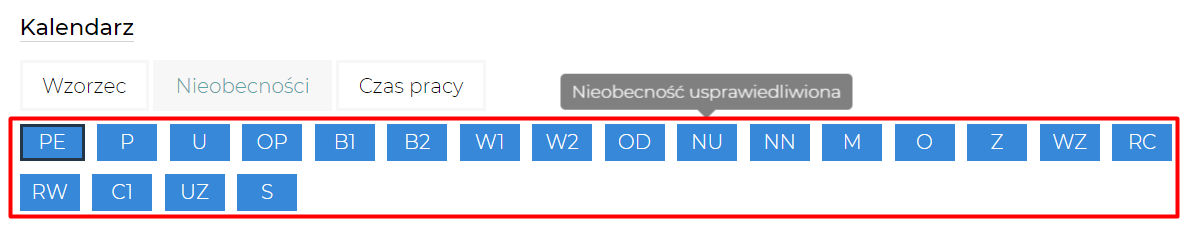 Kalendarz
Wzorzec Nieobecności Czas pracy
Nieobecność usprawiedliwiona
PE P U OP B1 B2 W1 W2 OD NU NN M O Z WZ RC
RW C1 UZ S